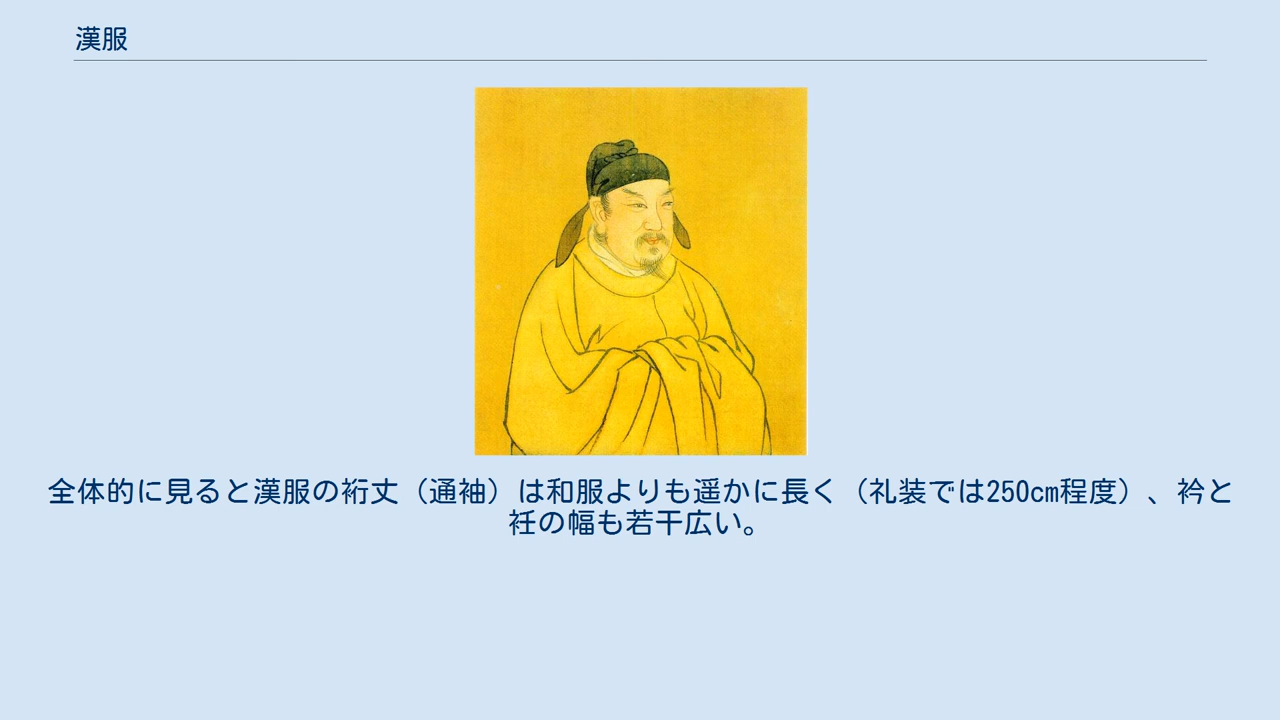 漢服
全体的に見ると漢服の裄丈（通袖）は和服よりも遥かに長く（礼装では250cm程度）、衿と
衽の幅も若干広い。